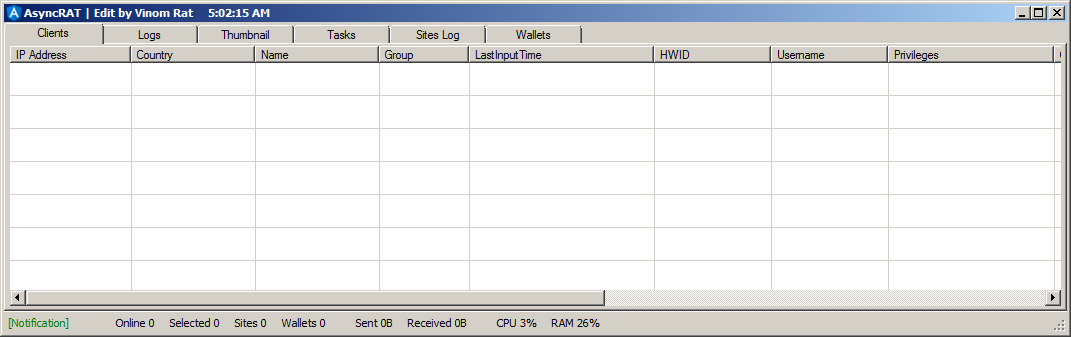 AsyncRAT | Edit by Vinom Rat 5:02:15 AM
Clients Logs Thumbnail Tasks Sites Log Wallets
IP Address Country Name Group LastInputTime HWID Username Privileges
[Notification] Online 0 Selected 0 Sites 0 Wallets 0 Sent 0B Received 0B CPU 3% RAM 26%